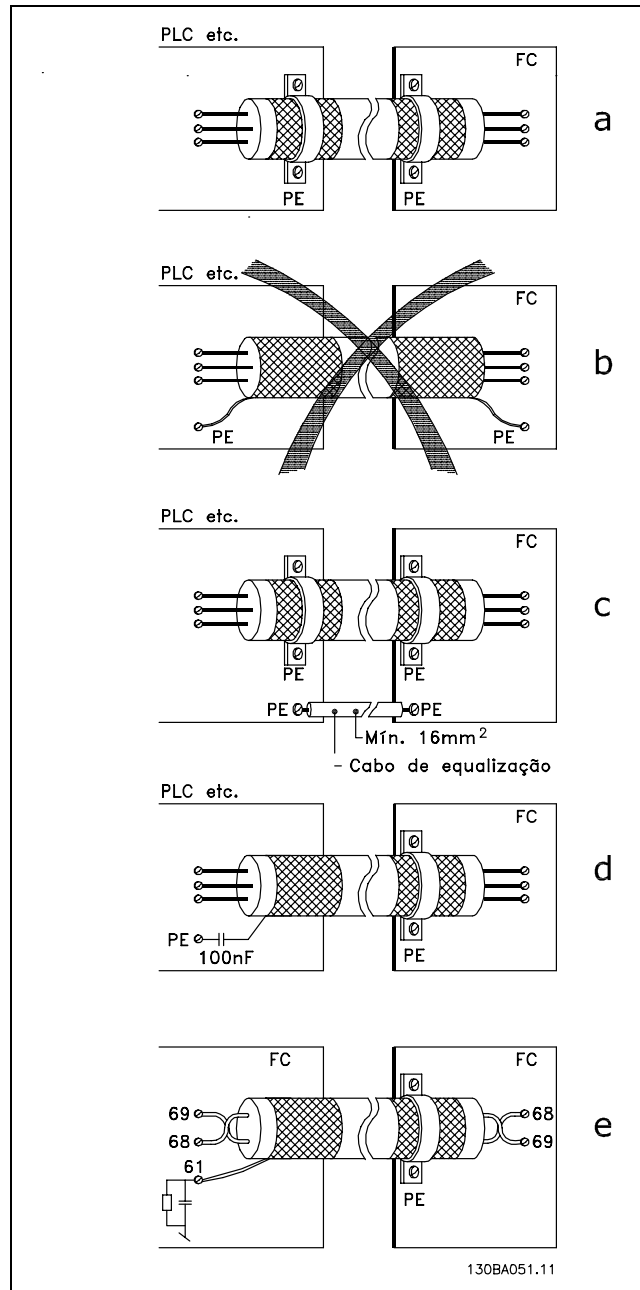 PLC etc.
FC
a
PE
PE
PLC etc.
FC
b
PE
PE
PLC etc.
FC
c
PE
PE
PE
PE
Mín. 16mm²
- Cabo de equalização
PLC etc.
FC
d
PE
100nF
PE
FC
FC
69
68
68
69
e
61
PE
130BA051.11